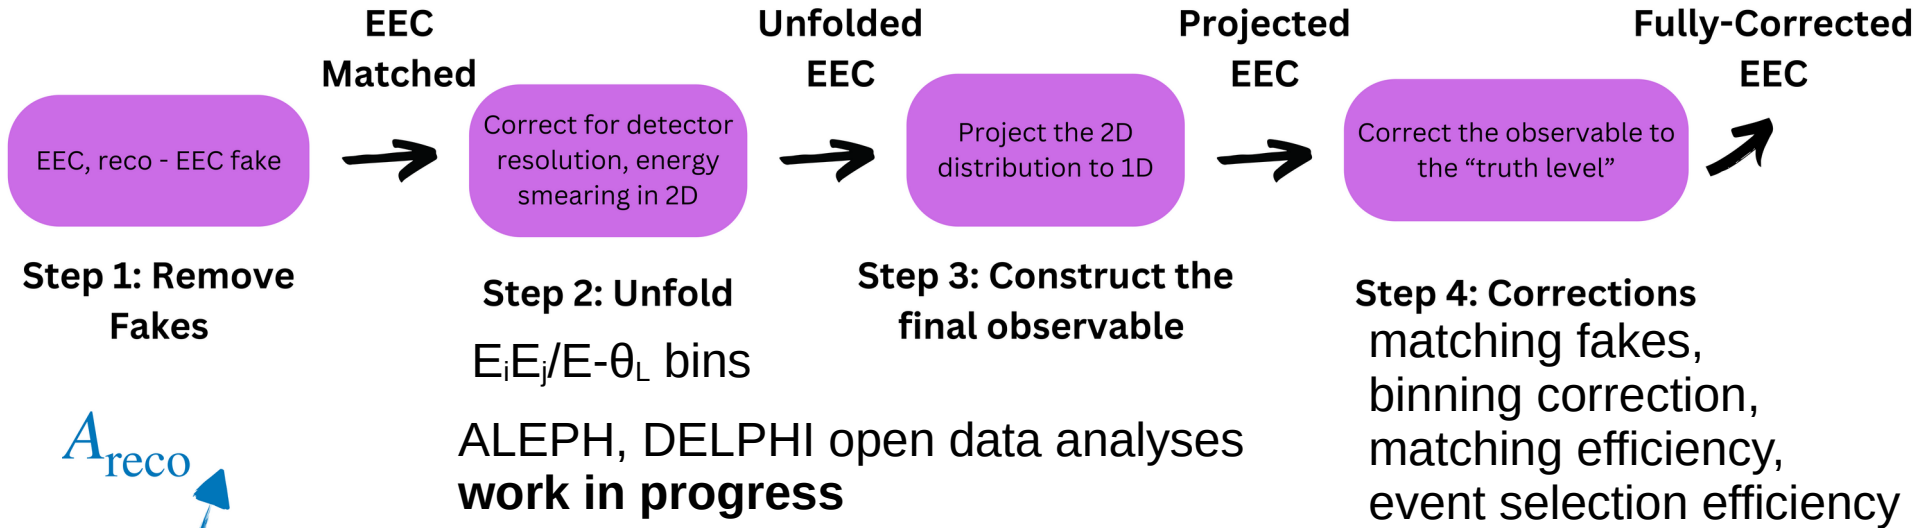 EEC
Matched
Unfolded
EEC
Projected
EEC
Fully-Corrected
EEC
EEC, reco - EEC fake
Correct for detector
resolution, energy
smearing in 2D
Project the 2D
distribution to 1D
Correct the observable to
the “truth level”
Step 1: Remove
Fakes
Step 2: Unfold
EᵢEⱼ/E-θL bins
Step 3: Construct the
final observable
Step 4: Corrections
matching fakes,
binning correction,
matching efficiency,
event selection efficiency
Areco
ALEPH, DELPHI open data analyses
work in progress